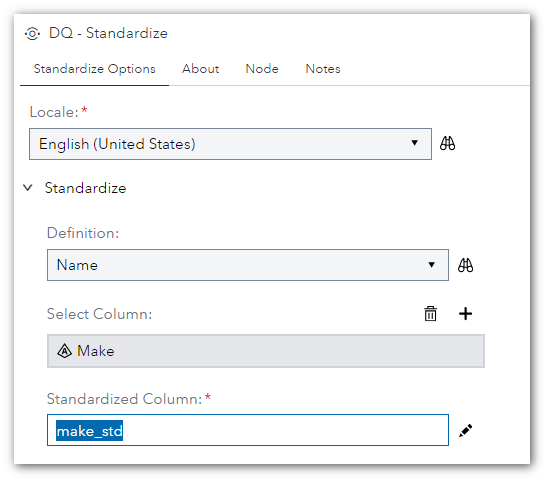 DQ - Standardize
Standardize Options About Node Notes
Locale: *
English (United States)
Standardize
Definition:
Name
Select Column:
Make
Standardized Column: *
make_std